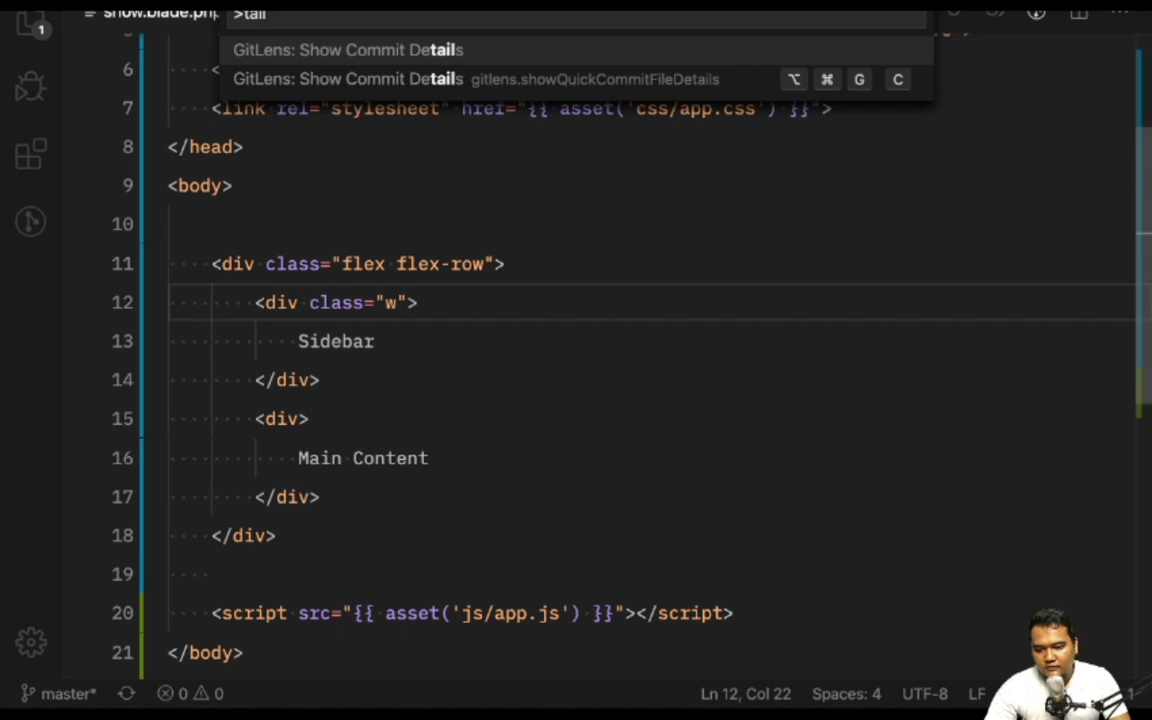 show.blade.php
>tail
GitLens: Show Commit Details
GitLens: Show Commit Details gitlens.showQuickCommitFileDetails ⌥ ⌘ G C
1
6 <
7 <link rel="stylesheet" href="{{ asset('css/app.css') }}">
8 </head>
9 <body>
10
11 <div class="flex flex-row">
12 <div class="w">
13 Sidebar
14 </div>
15 <div>
16 Main Content
17 </div>
18 </div>
19
20 <script src="{{ asset('js/app.js') }}"></script>
21 </body>
master* 0 0 Ln 12, Col 22 Spaces: 4 UTF-8 LF